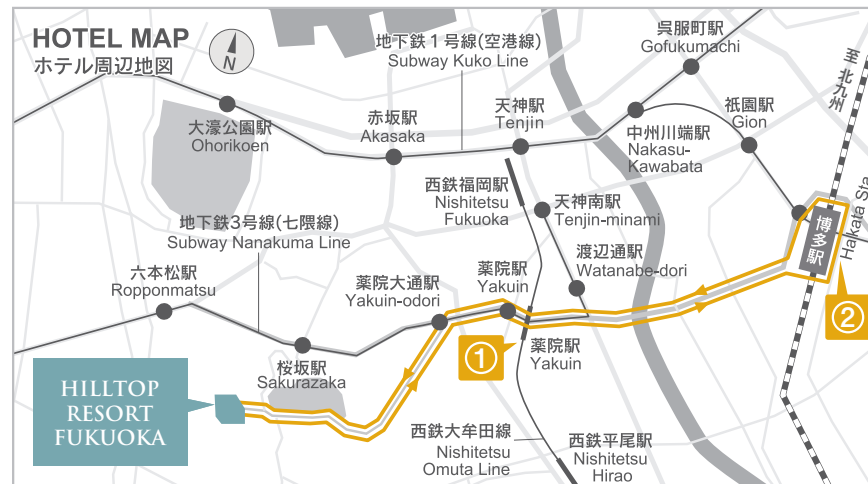 HOTEL MAP
ホテル周辺地図
N
地下鉄1号線(空港線)
Subway Kuko Line
呉服町駅
Gofukumachi
至 北九州
大濠公園駅
Ohorikoen
赤坂駅
Akasaka
天神駅
Tenjin
中州川端駅
Nakasu-
Kawabata
祇園駅
Gion
西鉄福岡駅
Nishitetsu
Fukuoka
天神南駅
Tenjin-minami
地下鉄3号線(七隈線)
Subway Nanakuma Line
渡辺通駅
Watanabe-dori
博多駅
Haikata Sta
六本松駅
Ropponmatsu
薬院大通駅
Yakuin-odori
薬院駅
Yakuin
①
薬院駅
Yakuin
②
桜坂駅
Sakurazaka
HILLTOP
RESORT
FUKUOKA
西鉄大牟田線
Nishitetsu
Omuta Line
西鉄平尾駅
Nishitetsu
Hirao